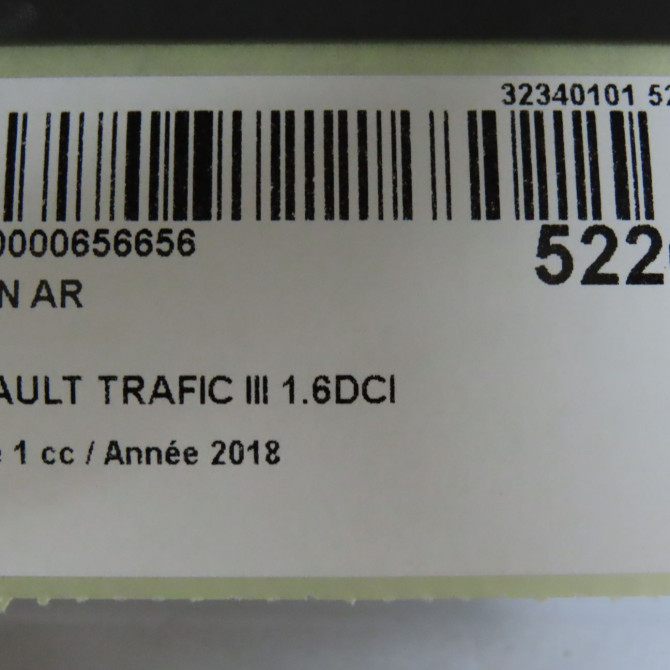 32340101 52
0000656656
522
N AR
AULT TRAFIC III 1.6DCI
1 cc / Année 2018